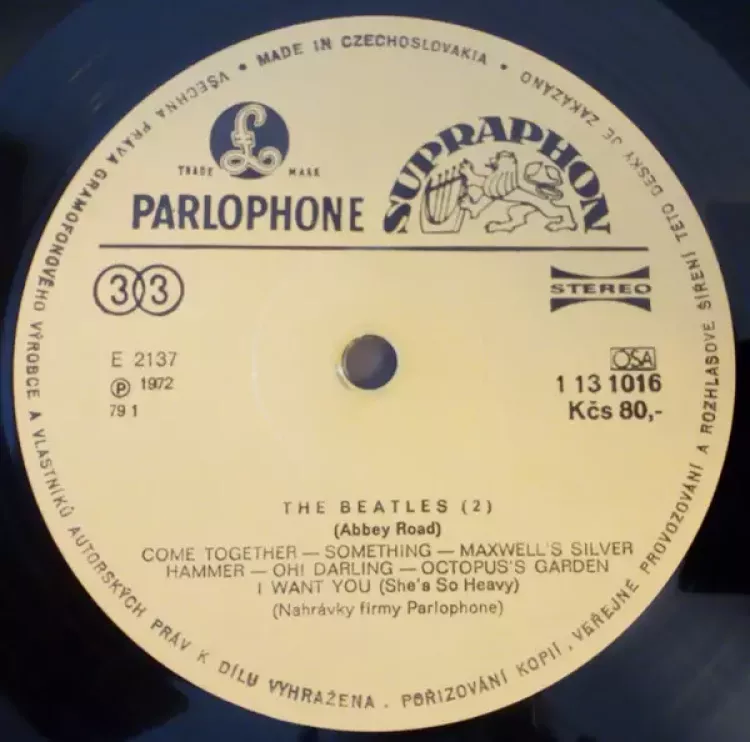 • MADE IN CZECHOSLOVAKIA •
VŠECHNA PRÁVA GRAMOFONOVÉHO VÝROBCE A VLASTNÍKŮ AUTORSKÝCH PRÁV K DÍLU VYHRAŽENA. POŘIZOVÁNÍ KOPIÍ, VEŘEJNÉ PROVOZOVÁNÍ A ROZHLASOVÉ ŠÍŘENÍ TÉTO DESKY JE ZAKÁZÁNO
£
TRADE MARK
PARLOPHONE
SUPRAPHON
33
STEREO
E 2137
Ⓟ 1972
79 1
OSA
1 13 1016
Kčs 80,-
THE BEATLES (2)
(Abbey Road)
COME TOGETHER — SOMETHING — MAXWELL'S SILVER
HAMMER — OH! DARLING — OCTOPUS'S GARDEN
I WANT YOU (She's So Heavy)
(Nahrávky firmy Parlophone)